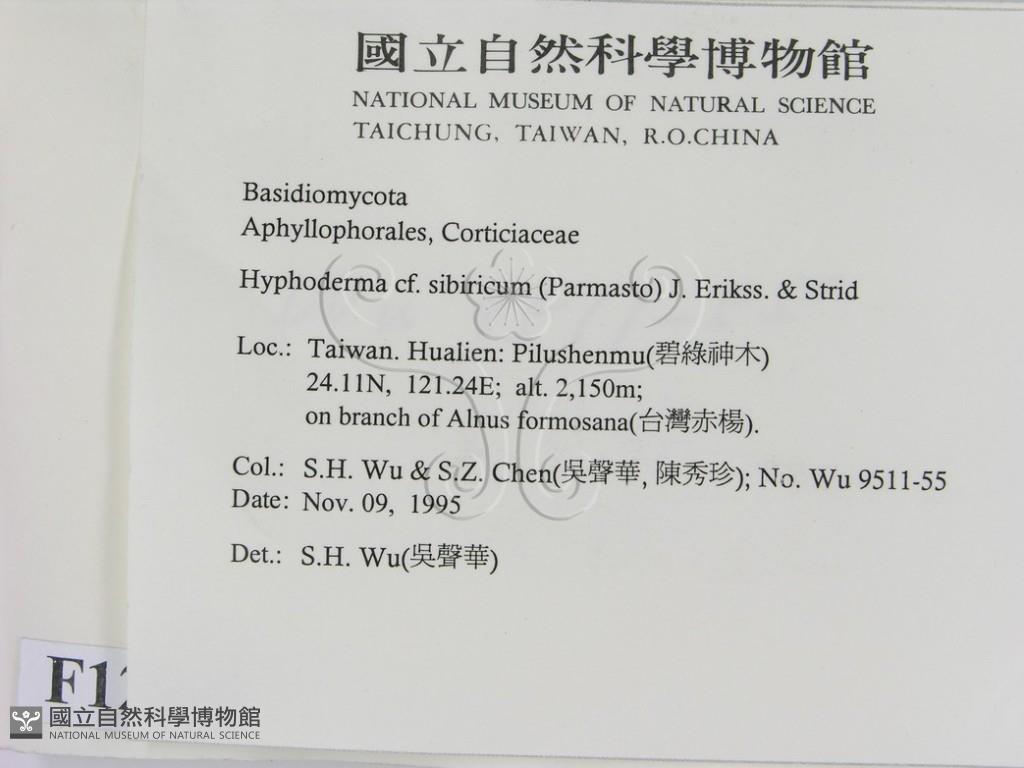 國立自然科學博物館
NATIONAL MUSEUM OF NATURAL SCIENCE
TAICHUNG, TAIWAN, R.O.CHINA
Basidiomycota
Aphyllophorales, Corticiaceae
Hyphoderma cf. sibiricum (Parmasto) J. Erikss. & Strid
Loc.: Taiwan. Hualien: Pilushenmu(碧綠神木)
24.11N, 121.24E; alt. 2,150m;
on branch of Alnus formosana(台灣赤楊).
Col.: S.H. Wu & S.Z. Chen(吳聲華, 陳秀珍); No. Wu 9511-55
Date: Nov. 09, 1995
Det.: S.H. Wu(吳聲華)
國立自然科學博物館
NATIONAL MUSEUM OF NATURAL SCIENCE